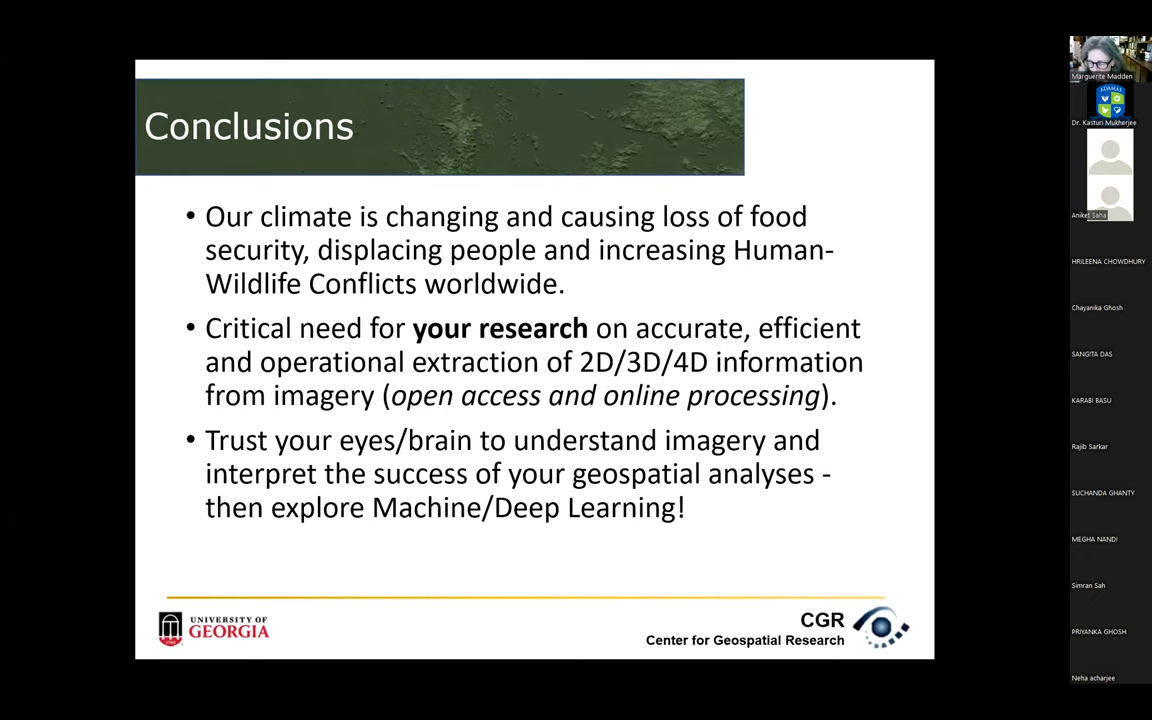 Conclusions
• Our climate is changing and causing loss of food
security, displacing people and increasing Human-
Wildlife Conflicts worldwide.
• Critical need for your research on accurate, efficient
and operational extraction of 2D/3D/4D information
from imagery (open access and online processing).
• Trust your eyes/brain to understand imagery and
interpret the success of your geospatial analyses -
then explore Machine/Deep Learning!
UNIVERSITY OF
GEORGIA
CGR
Center for Geospatial Research
Marguerite Madden
ADAMAS
Dr. Kasturi Mukherjee
Aniket Saha
HRILEENA CHOWDHURY
Chayanika Ghosh
SANGITA DAS
KARABI BASU
Rajib Sarkar
SUCHANDA GHANTY
MEGHA NANDI
Simran Sah
PRIYANKA GHOSH
Neha acharjee